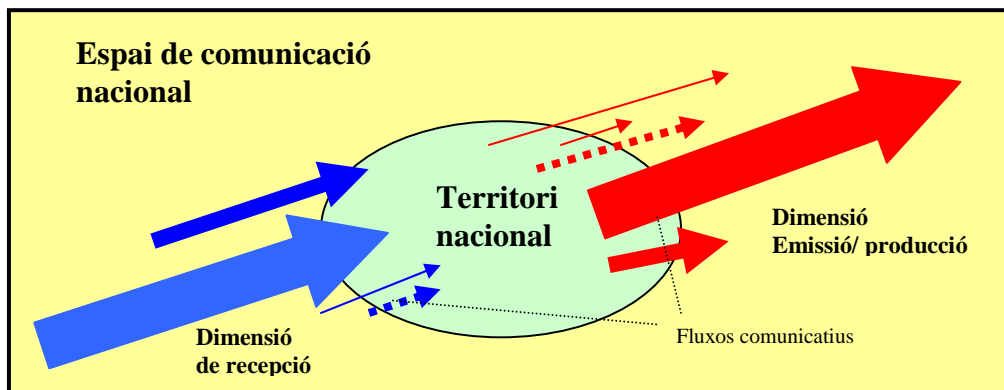 Espai de comunicació
nacional
Territori
nacional
Dimensió
Emissió/ producció
Fluxos comunicatius
Dimensió
de recepció